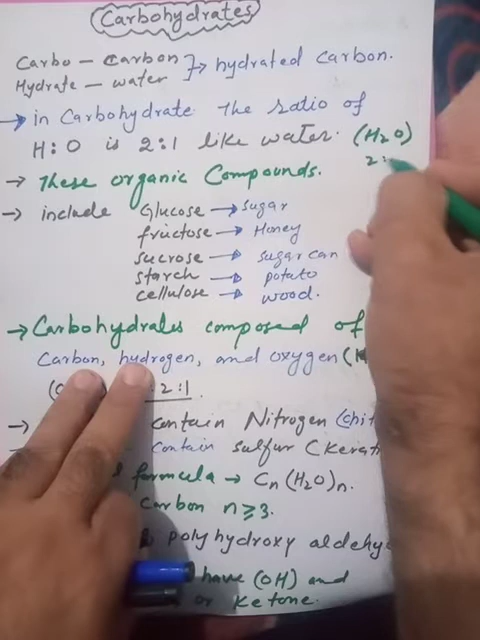 Carbohydrates
Carbo - Carbon
Hydrate - water } → hydrated carbon.
→ in Carbohydrate the ratio of
H:O is 2:1 like water. (H2O)
2:
→ These organic Compounds.
→ include Glucose → sugar
fructose → Honey
sucrose → sugar can
starch → potato
cellulose → wood.
→ Carbohydrates composed of
Carbon, hydrogen, and oxygen (H
(O :2:1
→ contain Nitrogen (chit
contain sulfur (Kerati
formula → Cn(H2O)n.
Carbon n≥3.
polyhydroxy aldehy
have (OH) and
or ketone.